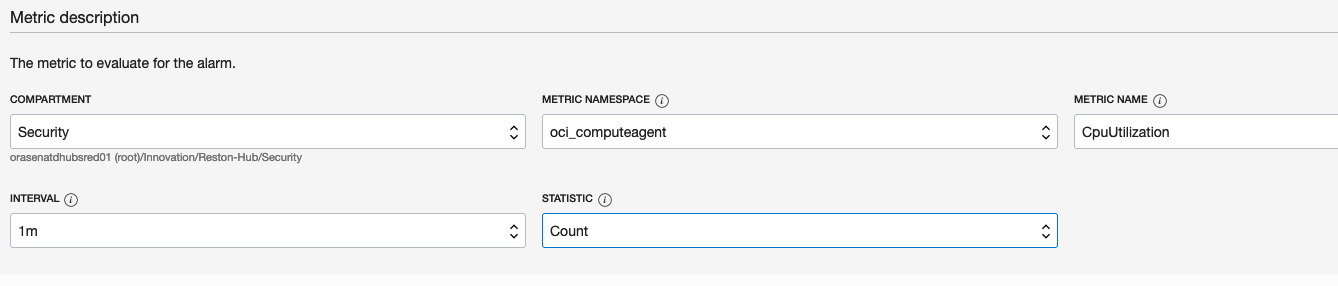 Metric description
The metric to evaluate for the alarm.
COMPARTMENT
METRIC NAMESPACE
METRIC NAME
Security
oci_computeagent
CpuUtilization
orasenatdhubsred01 (root)/Innovation/Reston-Hub/Security
INTERVAL
STATISTIC
1m
Count